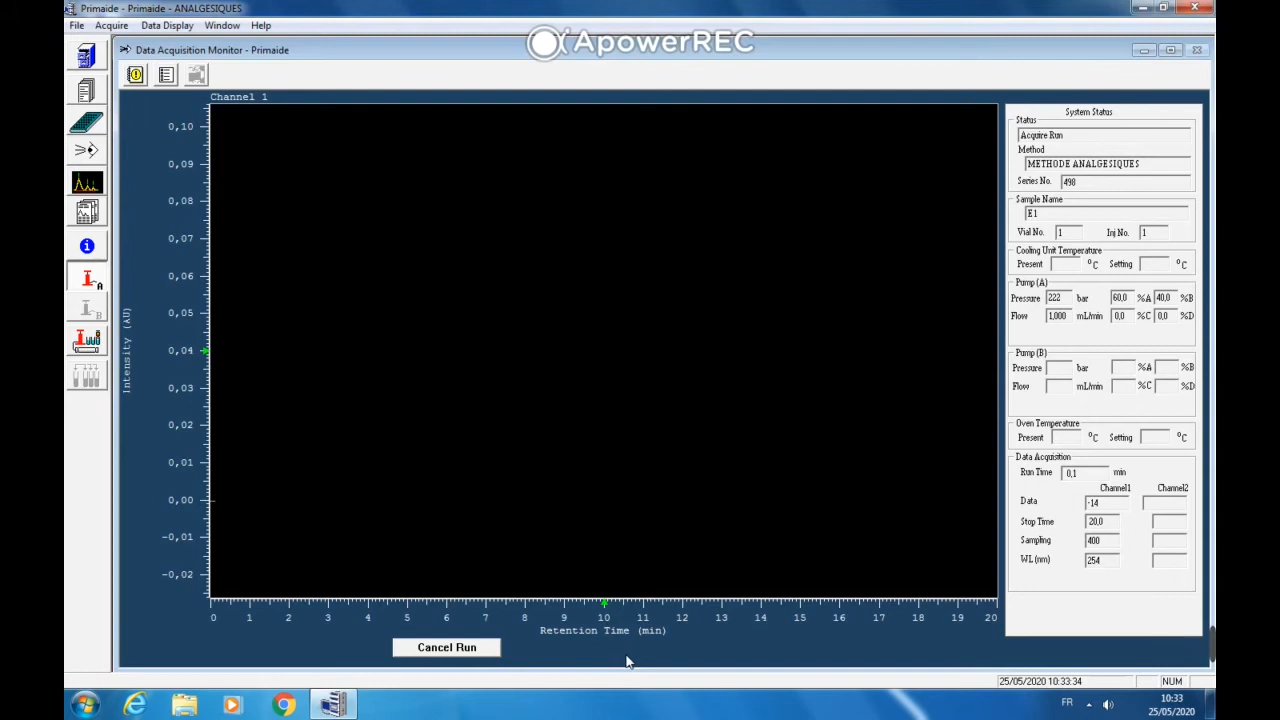 Primaide - Primaide - ANALGESIQUES
File Acquire Data Display Window Help
ApowerREC
Data Acquisition Monitor - Primaide
Channel 1
0,10
0,09
0,08
0,07
0,06
0,05
0,04
0,03
0,02
0,01
0,00
-0,01
-0,02
Intensity (AU)
0 1 2 3 4 5 6 7 8 9 10 11 12 13 14 15 16 17 18 19 20
Retention Time (min)
Cancel Run
System Status
Status
Acquire Run
Method
METHODE ANALGESIQUES
Series No. 498
Sample Name
E1
Vial No. 1 Inj No. 1
Cooling Unit Temperature
Present °C Setting °C
Pump (A)
Pressure 222 bar 60,0 %A 40,0 %B
Flow 1,000 mL/min 0,0 %C 0,0 %D
Pump (B)
Pressure bar %A %B
Flow mL/min %C %D
Oven Temperature
Present °C Setting °C
Data Acquisition
Run Time 0,1 min
Channel1 Channel2
Data -14
Stop Time 20,0
Sampling 400
WL (nm) 254
25/05/2020 10:33:34 NUM
A
B
FR 10:33
25/05/2020